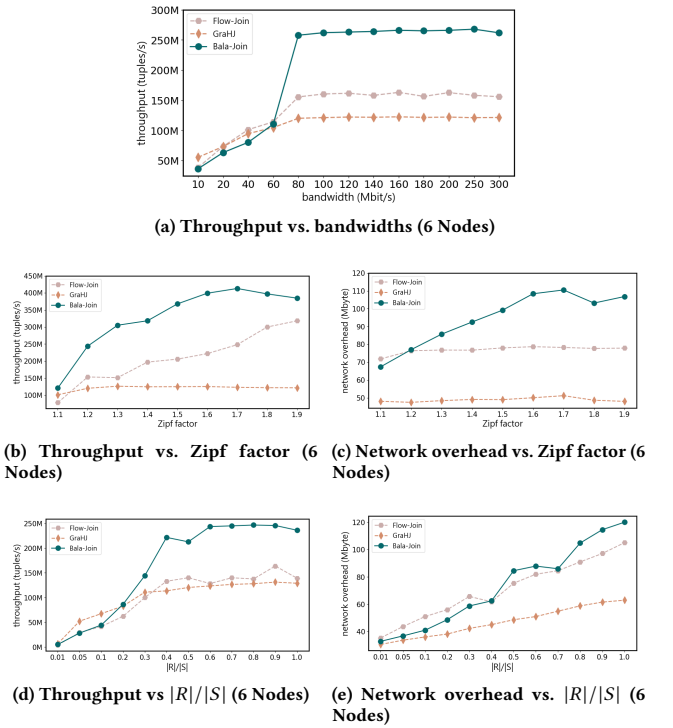 300M
250M
200M
150M
100M
50M
throughput (tuples/s)
Flow-Join
GraHJ
Bala-Join
10 20 40 60 80 100 120 140 160 180 200 250 300
bandwidth (Mbit/s)
(a) Throughput vs. bandwidths (6 Nodes)
450M
400M
350M
300M
250M
200M
150M
100M
throughput (tuples/s)
Flow-Join
GraHJ
Bala-Join
1.1 1.2 1.3 1.4 1.5 1.6 1.7 1.8 1.9
Zipf factor
(b) Throughput vs. Zipf factor (6
Nodes)
120
110
100
90
80
70
60
50
network overhead (Mbyte)
Flow-Join
GraHJ
Bala-Join
1.1 1.2 1.3 1.4 1.5 1.6 1.7 1.8 1.9
Zipf factor
(c) Network overhead vs. Zipf factor (6
Nodes)
250M
200M
150M
100M
50M
0M
throughput (tuples/s)
Flow-Join
GraHJ
Bala-Join
0.01 0.05 0.1 0.2 0.3 0.4 0.5 0.6 0.7 0.8 0.9 1.0
|R|/|S|
(d) Throughput vs |R|/|S| (6 Nodes)
120
100
80
60
40
network overhead (Mbyte)
Flow-Join
GraHJ
Bala-Join
0.01 0.05 0.1 0.2 0.3 0.4 0.5 0.6 0.7 0.8 0.9 1.0
|R|/|S|
(e) Network overhead vs. |R|/|S| (6
Nodes)